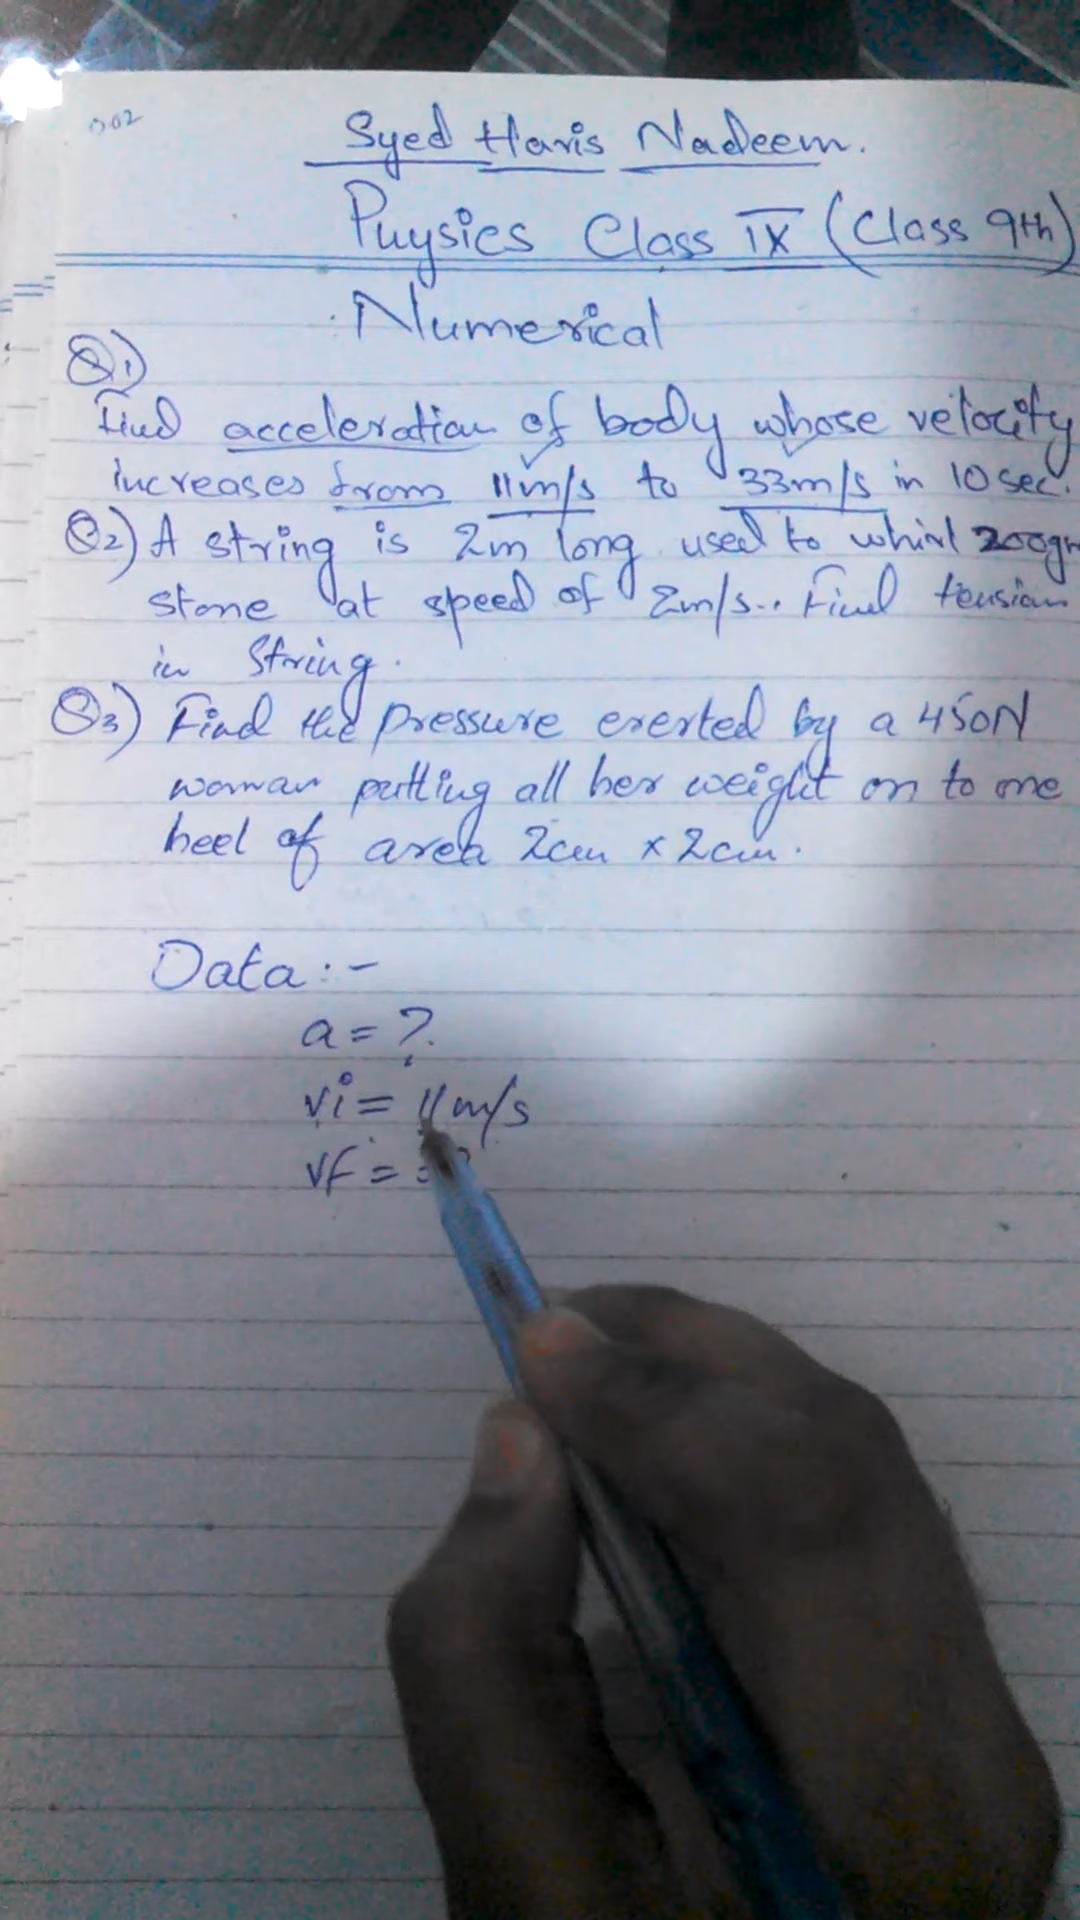 002
Syed Haris Nadeem.
Physics Class IX (Class 9th)
Numerical
Q1)
Find acceleration of body whose velocity
increases from 11m/s to 33m/s in 10 sec.
Q2) A string is 2m long used to whirl 200gm
stone at speed of 2m/s.. Find tension
in string.
Q3) Find the pressure exerted by a 450N
woman putting all her weight on to one
heel of area 2cm x 2cm.
Data :-
a = ?
vi = 11m/s
vf =